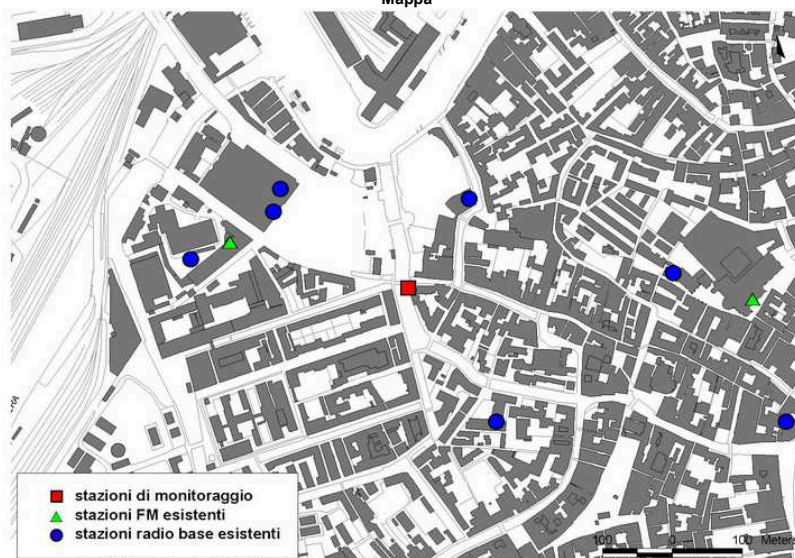 Mappa
stazioni di monitoraggio
stazioni FM esistenti
stazioni radio base esistenti
100 0 100 Meters